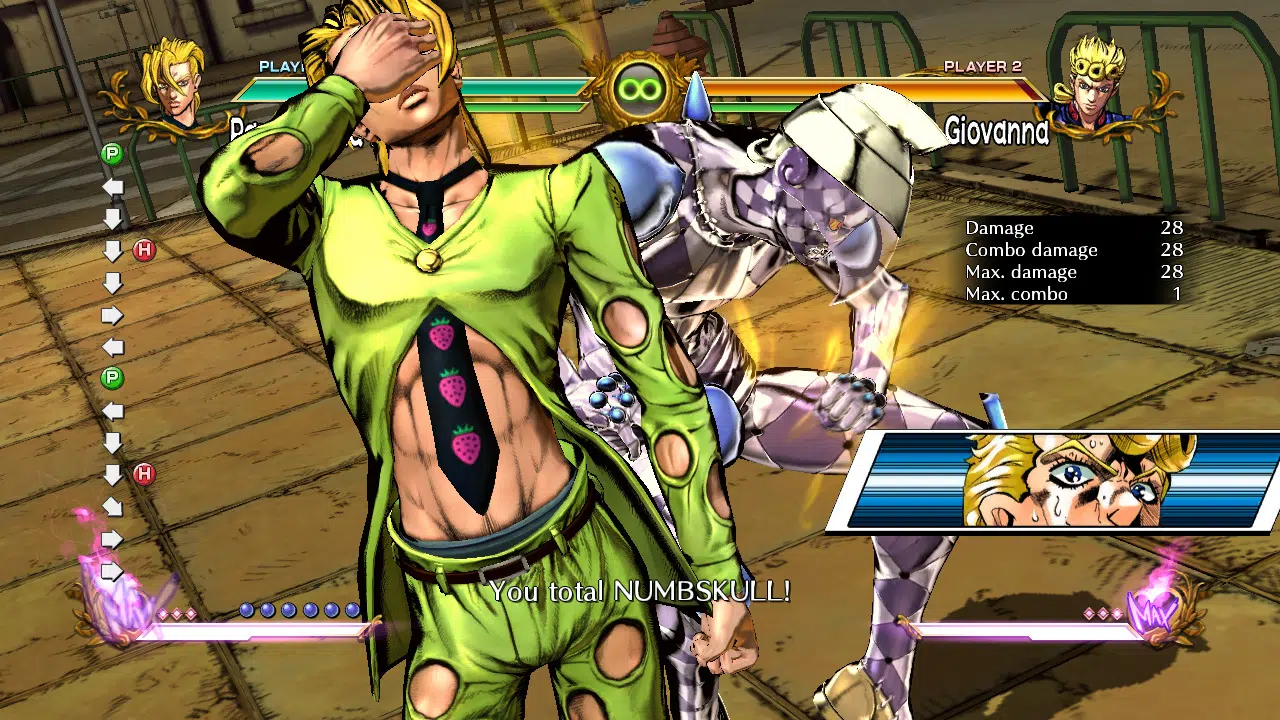 PLAYER 2
Giovanna
P
H
P
H
Damage 28
Combo damage 28
Max. damage 28
Max. combo 1
You total NUMBSKULL!
MAX